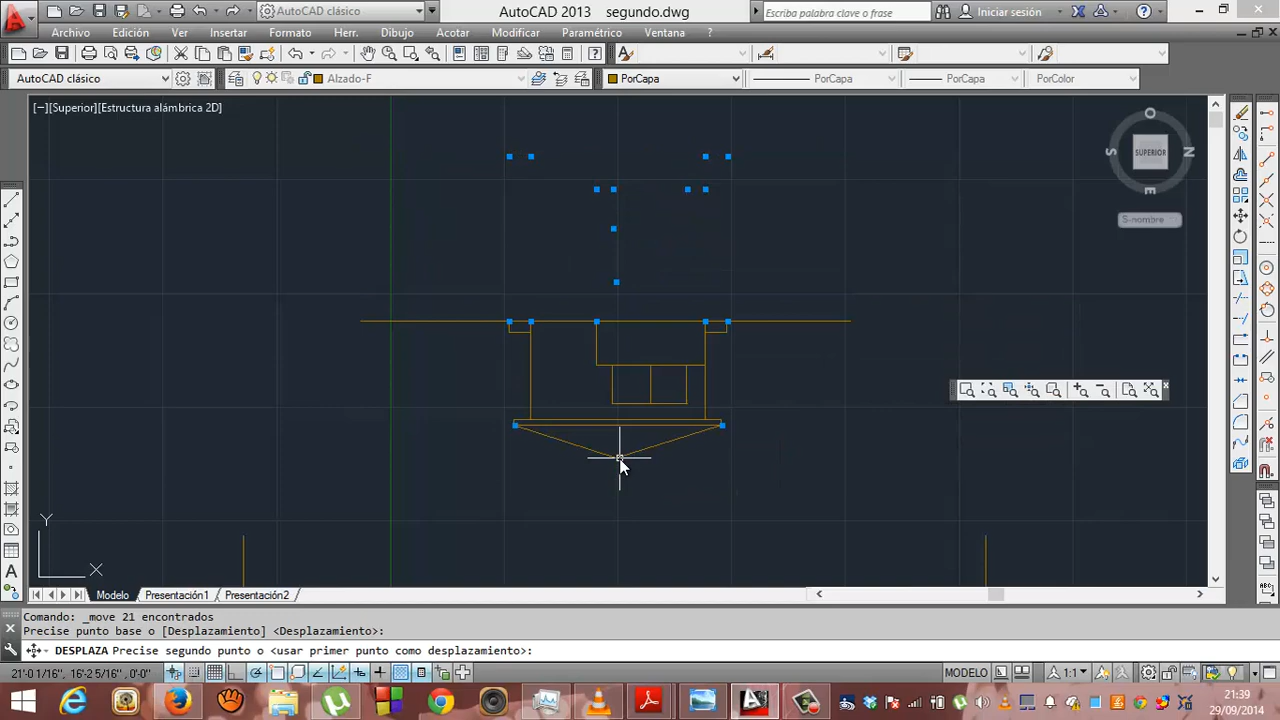 AutoCAD clásico
AutoCAD 2013 segundo.dwg
Escriba palabra clave o frase
Iniciar sesión
Archivo Edición Ver Insertar Formato Herr. Dibujo Acotar Modificar Paramétrico Ventana ?
AutoCAD clásico
Alzado-F
PorCapa
PorCapa
PorCapa
PorColor
[−][Superior][Estructura alámbrica 2D]
O
S SUPERIOR N
E
S-nombre
Y
X
Modelo Presentación1 Presentación2
Comando: _move 21 encontrados
Precise punto base o [Desplazamiento] <Desplazamiento>:
DESPLAZA Precise segundo punto o <usar primer punto como desplazamiento>:
21'-0 1/16", 16'-2 5/16", 0'-0"
MODELO
1:1
21:39
29/09/2014